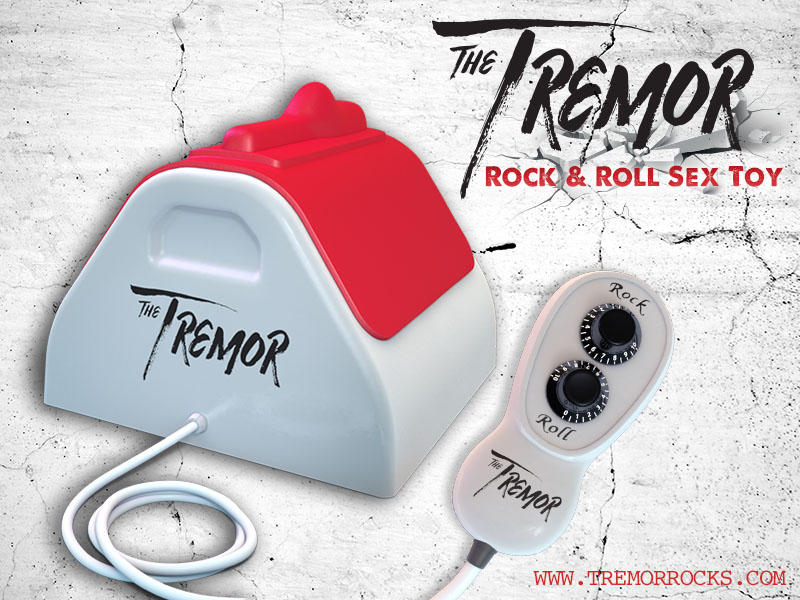 THE TREMOR
ROCK & ROLL SEX TOY
THE TREMOR
Rock
Roll
THE TREMOR
WWW.TREMORROCKS.COM